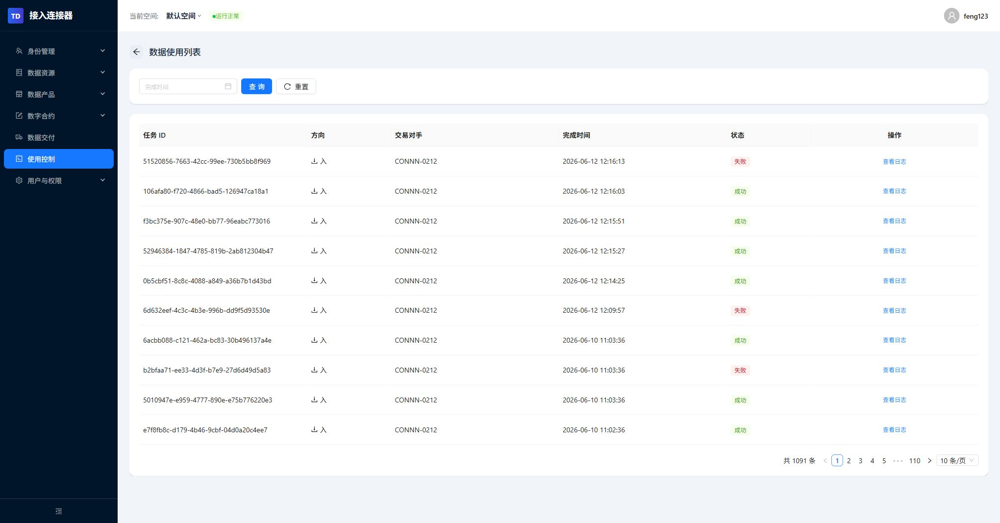 TD 接入连接器
当前空间: 默认空间 运行正常
feng123
身份管理
数据资源
数据产品
数字合约
数据交付
使用控制
用户与权限
数据使用列表
完成时间 查询 重置
任务 ID 方向 交易对手 完成时间 状态 操作
51520856-7663-42cc-99ee-730b5bb8f969 入 CONNN-0212 2026-06-12 12:16:13 失败 查看日志
106afa80-f720-4866-bad5-126947ca18a1 入 CONNN-0212 2026-06-12 12:16:03 成功 查看日志
f3bc375e-907c-48e0-bb77-96eabc773016 入 CONNN-0212 2026-06-12 12:15:51 成功 查看日志
52946384-1847-4785-819b-2ab812304b47 入 CONNN-0212 2026-06-12 12:15:27 成功 查看日志
0b5cbf51-8c8c-4088-a849-a36b7b1d43bd 入 CONNN-0212 2026-06-12 12:14:25 成功 查看日志
6d632eef-4c3c-4b3e-996b-dd9f5d93530e 入 CONNN-0212 2026-06-12 12:09:57 失败 查看日志
6acbb088-c121-462a-bc83-30b496137a4e 入 CONNN-0212 2026-06-10 11:03:36 成功 查看日志
b2bfaa71-ee33-4d3f-b7e9-27d6d49d5a83 入 CONNN-0212 2026-06-10 11:03:36 失败 查看日志
5010947e-e959-4777-890e-e75b776220e3 入 CONNN-0212 2026-06-10 11:03:36 成功 查看日志
e7f8fb8c-d179-4b46-9cbf-04d0a20c4ee7 入 CONNN-0212 2026-06-10 11:02:36 成功 查看日志
共 1091 条 < 1 2 3 4 5 ••• 110 > 10 条/页